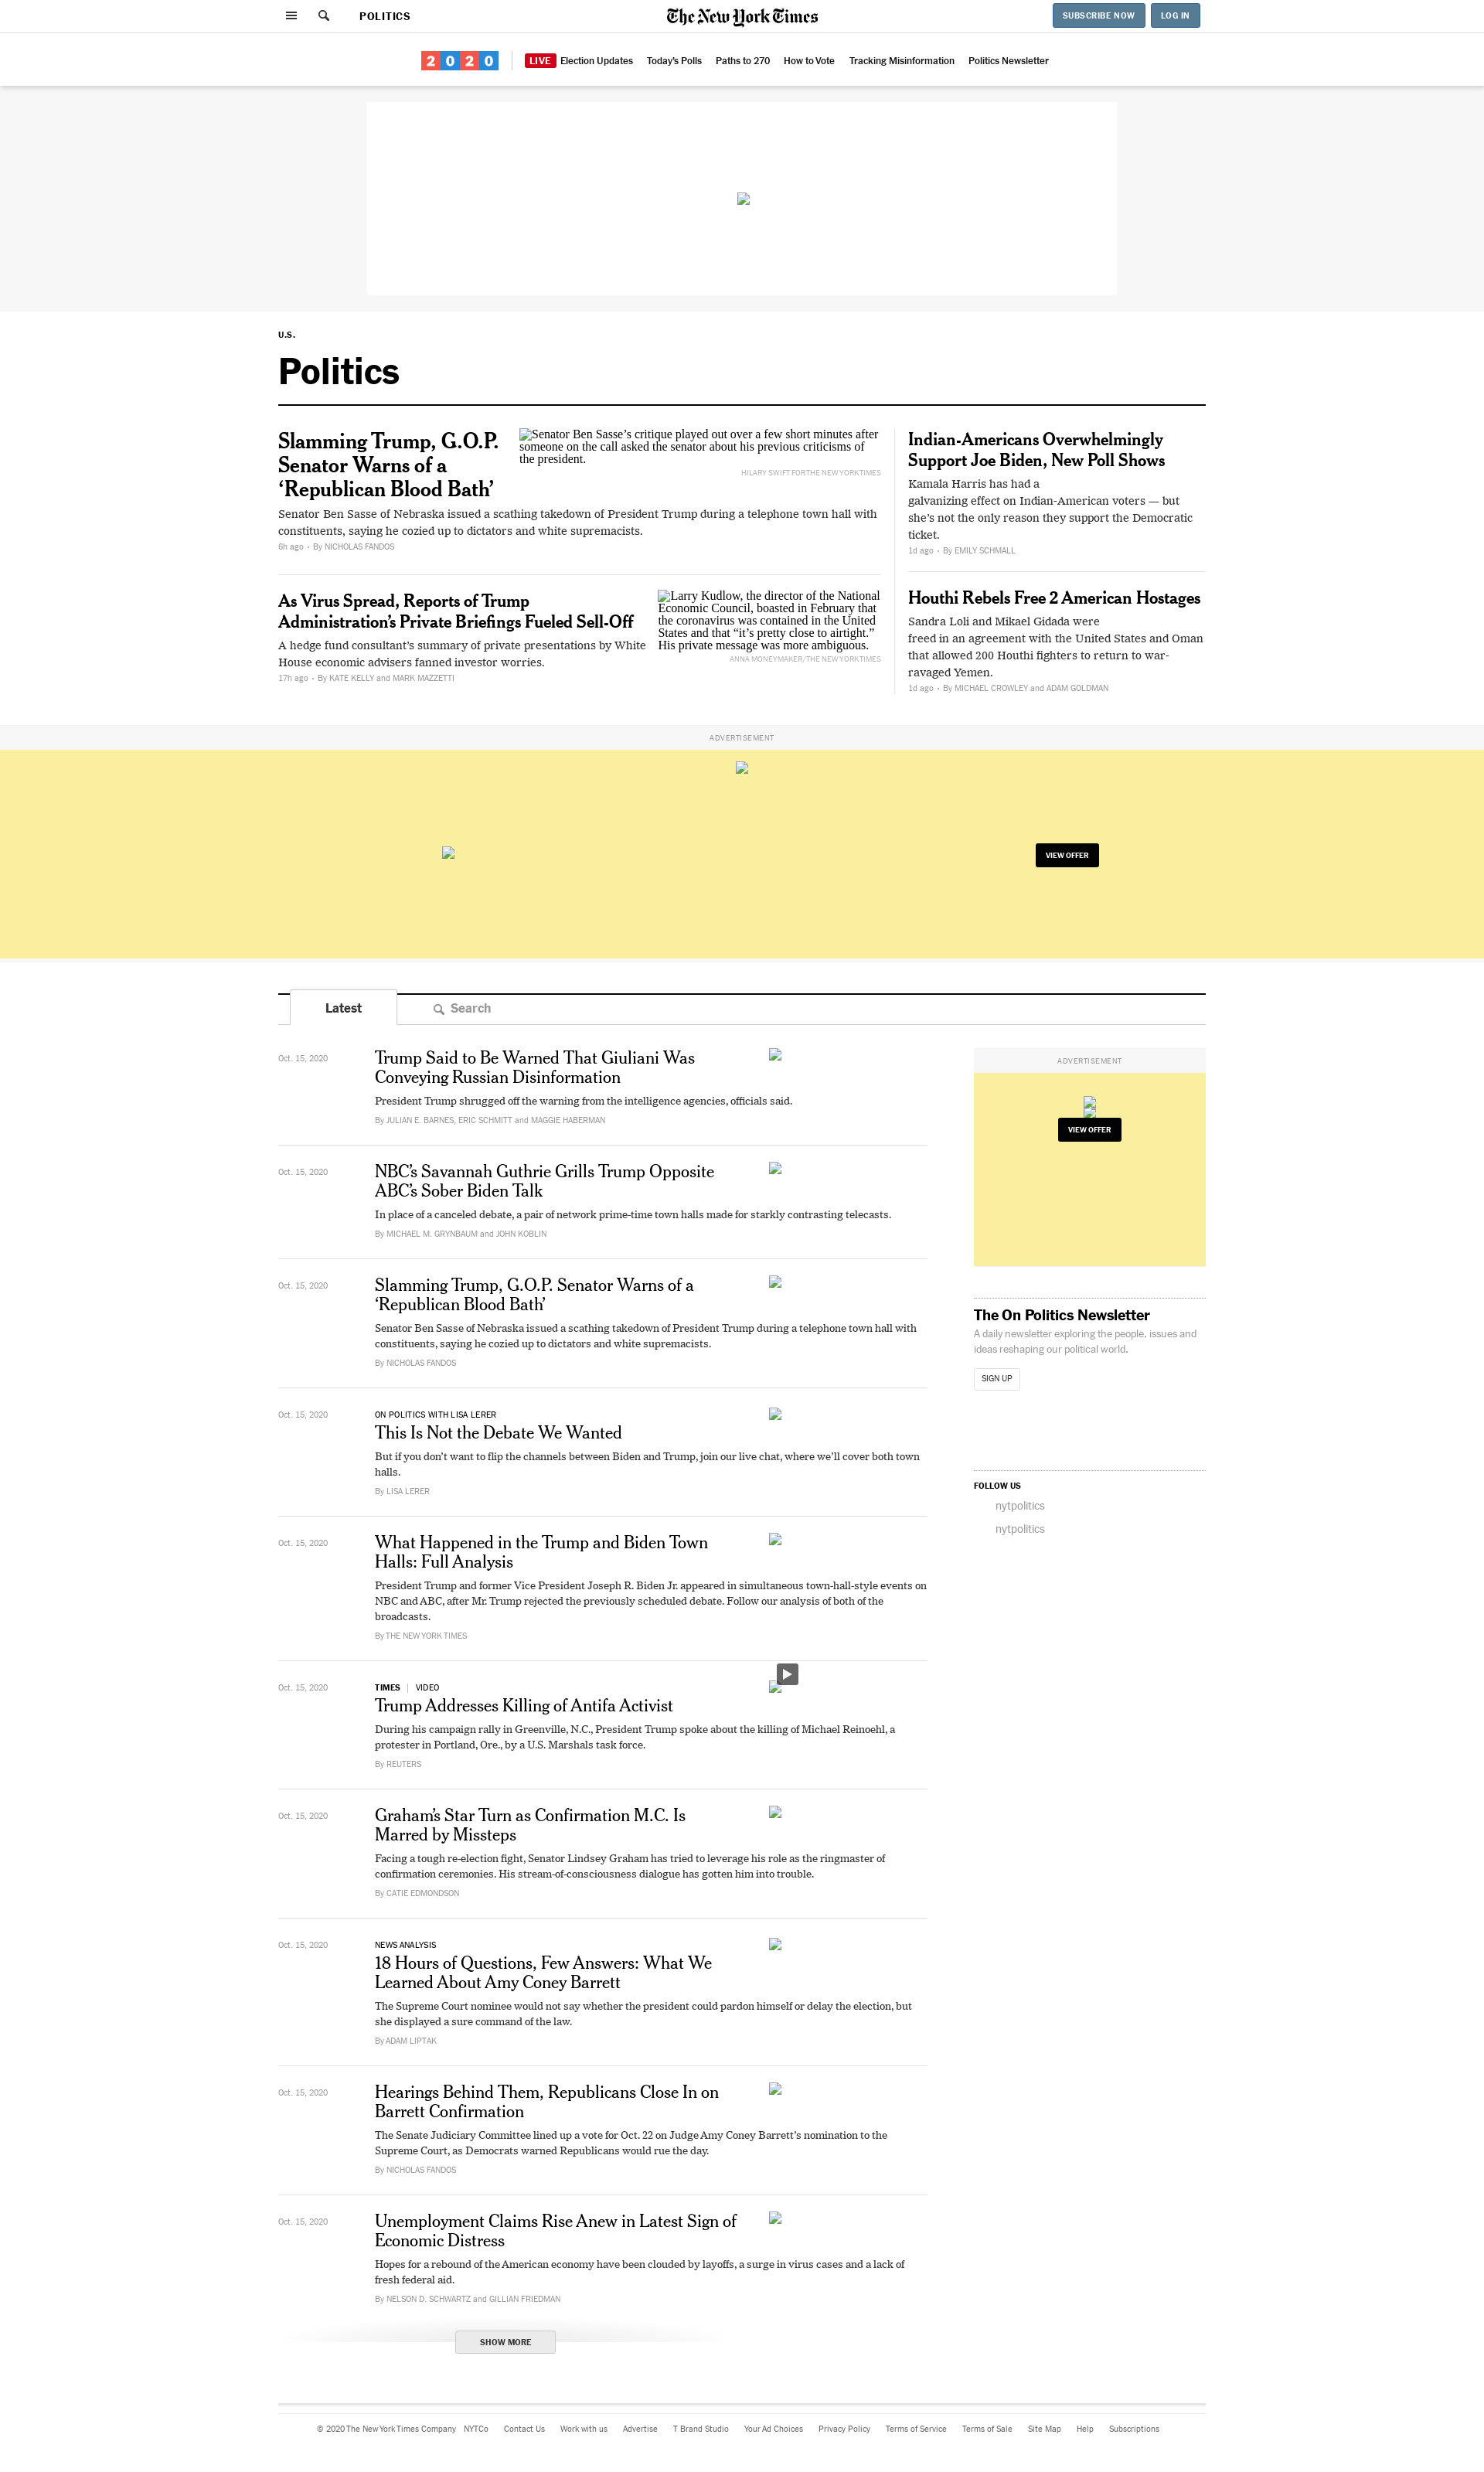 POLITICS
The New York Times
SUBSCRIBE NOW
LOG IN
2020
LIVE Election Updates
Today's Polls
Paths to 270
How to Vote
Tracking Misinformation
Politics Newsletter
U.S.
Politics
Slamming Trump, G.O.P.
Senator Warns of a
‘Republican Blood Bath’
Senator Ben Sasse’s critique played out over a few short minutes after
someone on the call asked the senator about his previous criticisms of
the president.
HILARY SWIFT FOR THE NEW YORK TIMES
Senator Ben Sasse of Nebraska issued a scathing takedown of President Trump during a telephone town hall with
constituents, saying he cozied up to dictators and white supremacists.
6h ago • By NICHOLAS FANDOS
As Virus Spread, Reports of Trump
Administration’s Private Briefings Fueled Sell-Off
A hedge fund consultant’s summary of private presentations by White
House economic advisers fanned investor worries.
17h ago • By KATE KELLY and MARK MAZZETTI
Larry Kudlow, the director of the National
Economic Council, boasted in February that
the coronavirus was contained in the United
States and that “it’s pretty close to airtight.”
His private message was more ambiguous.
ANNA MONEYMAKER/THE NEW YORK TIMES
Indian-Americans Overwhelmingly
Support Joe Biden, New Poll Shows
Kamala Harris has had a
galvanizing effect on Indian-American voters — but
she’s not the only reason they support the Democratic
ticket.
1d ago • By EMILY SCHMALL
Houthi Rebels Free 2 American Hostages
Sandra Loli and Mikael Gidada were
freed in an agreement with the United States and Oman
that allowed 200 Houthi fighters to return to war-
ravaged Yemen.
1d ago • By MICHAEL CROWLEY and ADAM GOLDMAN
ADVERTISEMENT
VIEW OFFER
Latest
Search
Oct. 15, 2020
Trump Said to Be Warned That Giuliani Was
Conveying Russian Disinformation
President Trump shrugged off the warning from the intelligence agencies, officials said.
By JULIAN E. BARNES, ERIC SCHMITT and MAGGIE HABERMAN
Oct. 15, 2020
NBC’s Savannah Guthrie Grills Trump Opposite
ABC’s Sober Biden Talk
In place of a canceled debate, a pair of network prime-time town halls made for starkly contrasting telecasts.
By MICHAEL M. GRYNBAUM and JOHN KOBLIN
Oct. 15, 2020
Slamming Trump, G.O.P. Senator Warns of a
‘Republican Blood Bath’
Senator Ben Sasse of Nebraska issued a scathing takedown of President Trump during a telephone town hall with
constituents, saying he cozied up to dictators and white supremacists.
By NICHOLAS FANDOS
Oct. 15, 2020
ON POLITICS WITH LISA LERER
This Is Not the Debate We Wanted
But if you don’t want to flip the channels between Biden and Trump, join our live chat, where we’ll cover both town
halls.
By LISA LERER
Oct. 15, 2020
What Happened in the Trump and Biden Town
Halls: Full Analysis
President Trump and former Vice President Joseph R. Biden Jr. appeared in simultaneous town-hall-style events on
NBC and ABC, after Mr. Trump rejected the previously scheduled debate. Follow our analysis of both of the
broadcasts.
By THE NEW YORK TIMES
Oct. 15, 2020
TIMES | VIDEO
Trump Addresses Killing of Antifa Activist
During his campaign rally in Greenville, N.C., President Trump spoke about the killing of Michael Reinoehl, a
protester in Portland, Ore., by a U.S. Marshals task force.
By REUTERS
Oct. 15, 2020
Graham’s Star Turn as Confirmation M.C. Is
Marred by Missteps
Facing a tough re-election fight, Senator Lindsey Graham has tried to leverage his role as the ringmaster of
confirmation ceremonies. His stream-of-consciousness dialogue has gotten him into trouble.
By CATIE EDMONDSON
Oct. 15, 2020
NEWS ANALYSIS
18 Hours of Questions, Few Answers: What We
Learned About Amy Coney Barrett
The Supreme Court nominee would not say whether the president could pardon himself or delay the election, but
she displayed a sure command of the law.
By ADAM LIPTAK
Oct. 15, 2020
Hearings Behind Them, Republicans Close In on
Barrett Confirmation
The Senate Judiciary Committee lined up a vote for Oct. 22 on Judge Amy Coney Barrett’s nomination to the
Supreme Court, as Democrats warned Republicans would rue the day.
By NICHOLAS FANDOS
Oct. 15, 2020
Unemployment Claims Rise Anew in Latest Sign of
Economic Distress
Hopes for a rebound of the American economy have been clouded by layoffs, a surge in virus cases and a lack of
fresh federal aid.
By NELSON D. SCHWARTZ and GILLIAN FRIEDMAN
SHOW MORE
ADVERTISEMENT
VIEW OFFER
The On Politics Newsletter
A daily newsletter exploring the people, issues and
ideas reshaping our political world.
SIGN UP
FOLLOW US
nytpolitics
nytpolitics
© 2020 The New York Times Company
NYTCo
Contact Us
Work with us
Advertise
T Brand Studio
Your Ad Choices
Privacy Policy
Terms of Service
Terms of Sale
Site Map
Help
Subscriptions